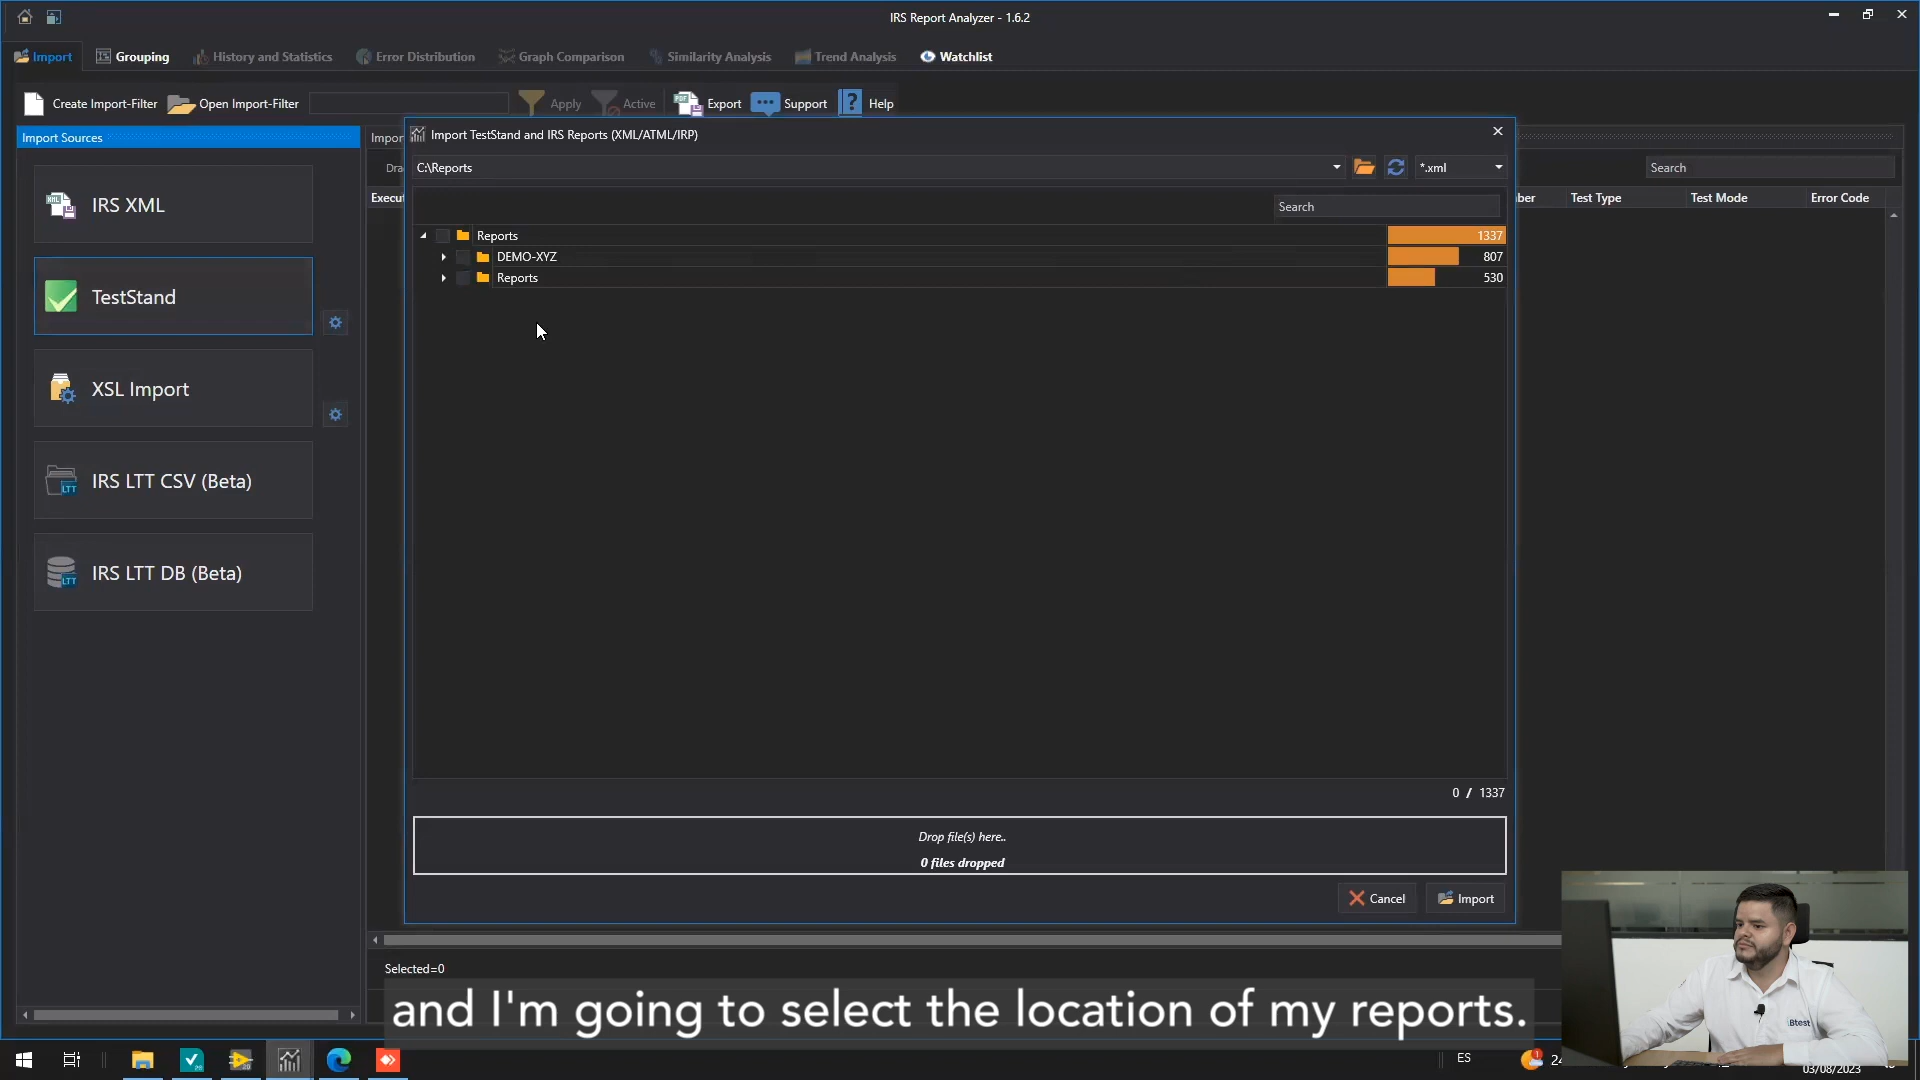 IRS Report Analyzer - 1.6.2
Import
Grouping
History and Statistics
Error Distribution
Graph Comparison
Similarity Analysis
Trend Analysis
Watchlist
Create Import-Filter
Open Import-Filter
Apply
Active
Export
Support
Help
Import Sources
IRS XML
TestStand
XSL Import
IRS LTT CSV (Beta)
IRS LTT DB (Beta)
Import TestStand and IRS Reports (XML/ATML/IRP)
C:\Reports
*.xml
Search
Search
Test Type
Test Mode
Error Code
Reports 1337
DEMO-XYZ 807
Reports 530
0 / 1337
Drop file(s) here..
0 files dropped
Cancel
Import
Selected=0
and I'm going to select the location of my reports.
Btest
ES
03/08/2023